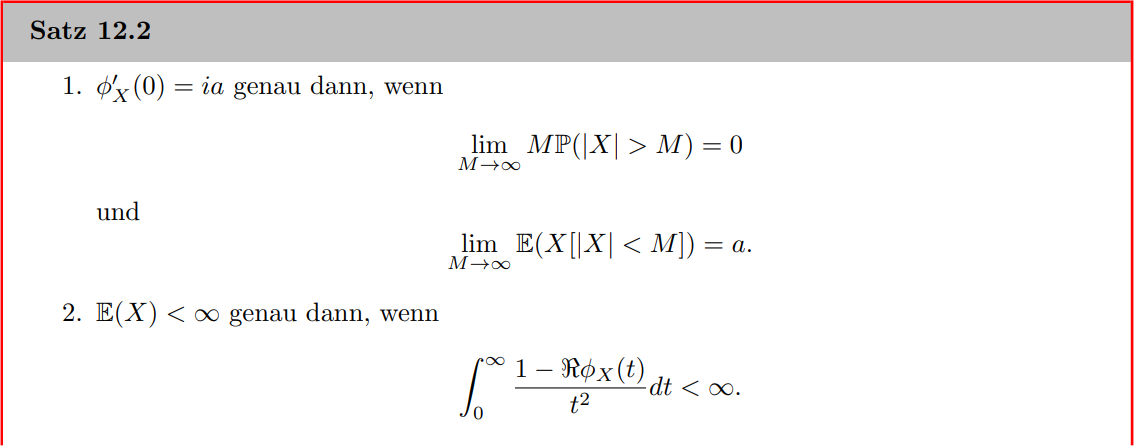 Satz 12.2
1. ϕ′_X(0) = ia genau dann, wenn
lim_{M→∞} Mℙ(|X| > M) = 0
und
lim_{M→∞} 𝔼(X[|X| < M]) = a.
2. 𝔼(X) < ∞ genau dann, wenn
∫_0^∞ (1 − ℜϕ_X(t))/t² dt < ∞.